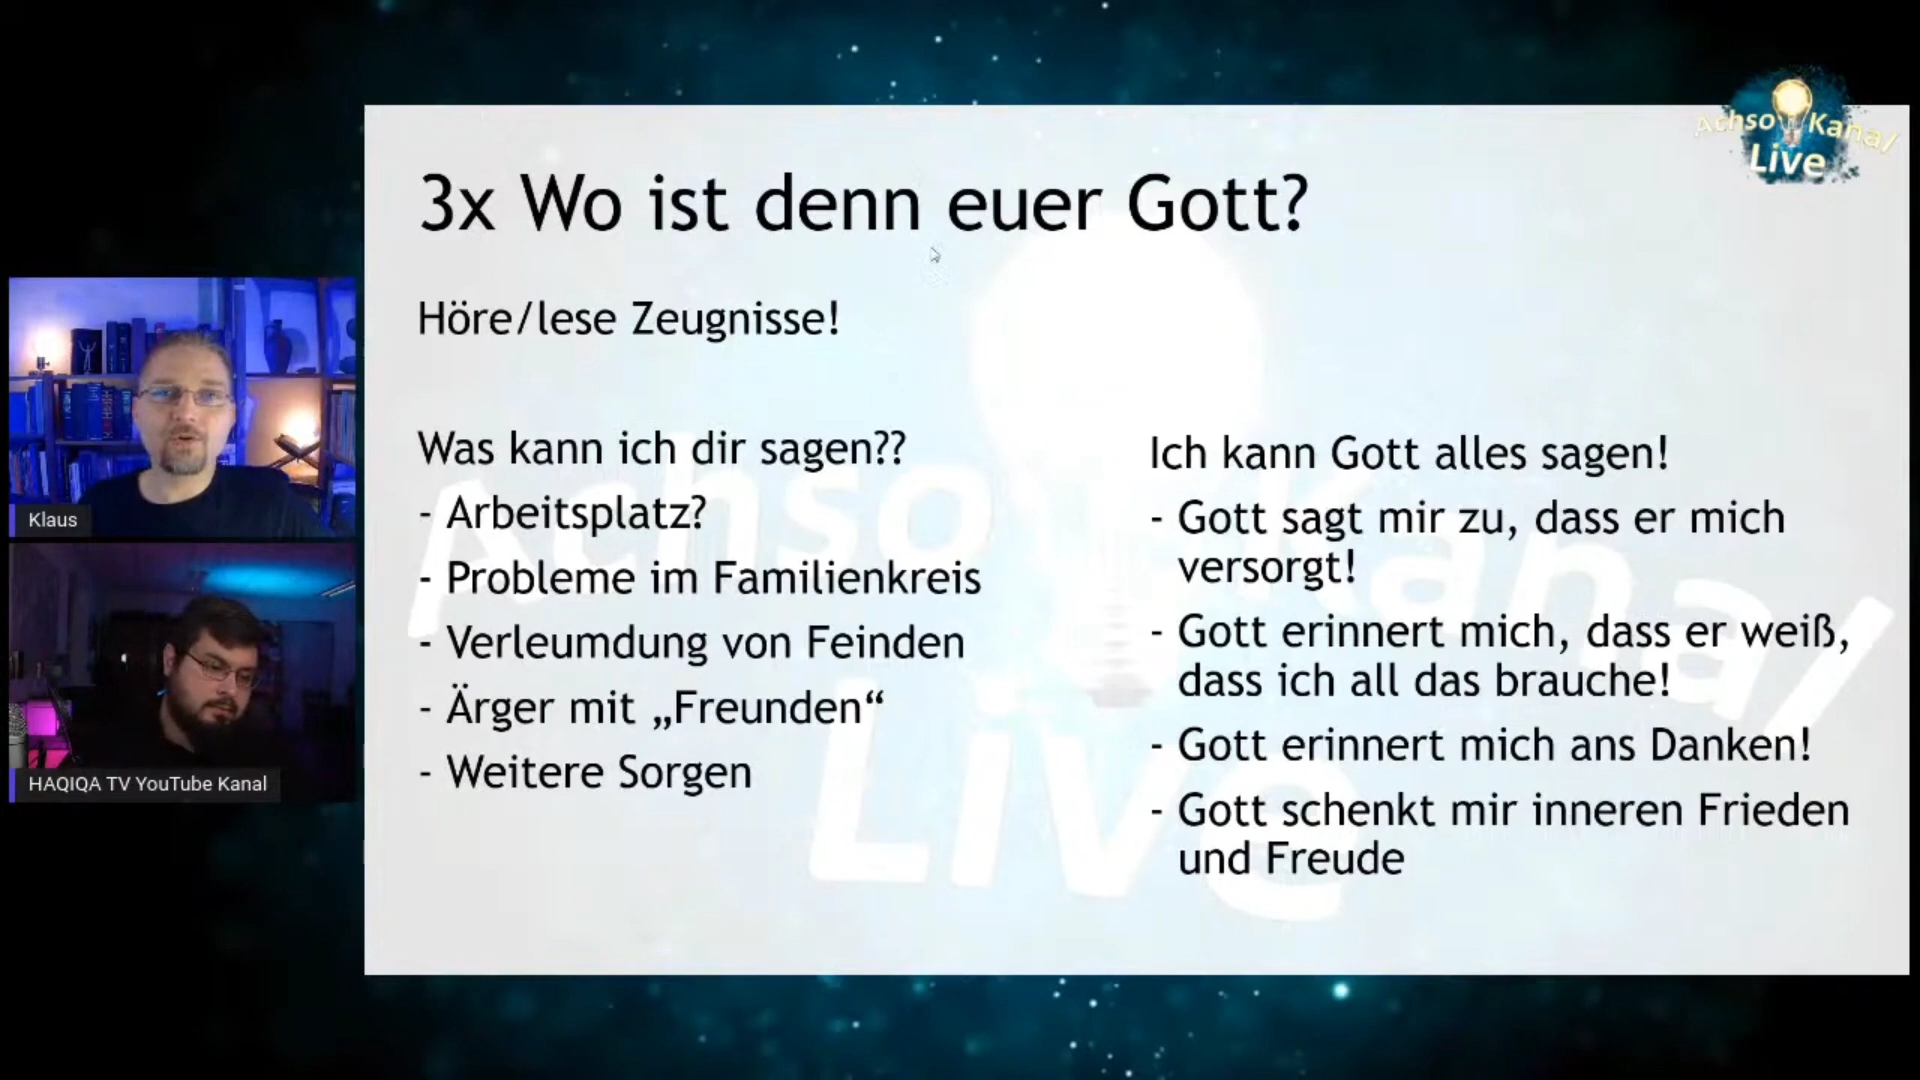 Achso Kanal
Live
3x Wo ist denn euer Gott?
Höre/lese Zeugnisse!
Was kann ich dir sagen??
- Arbeitsplatz?
- Probleme im Familienkreis
- Verleumdung von Feinden
- Ärger mit „Freunden“
- Weitere Sorgen
Ich kann Gott alles sagen!
- Gott sagt mir zu, dass er mich
versorgt!
- Gott erinnert mich, dass er weiß,
dass ich all das brauche!
- Gott erinnert mich ans Danken!
- Gott schenkt mir inneren Frieden
und Freude
Achso Kanal
Live
Klaus
HAQIQA TV YouTube Kanal